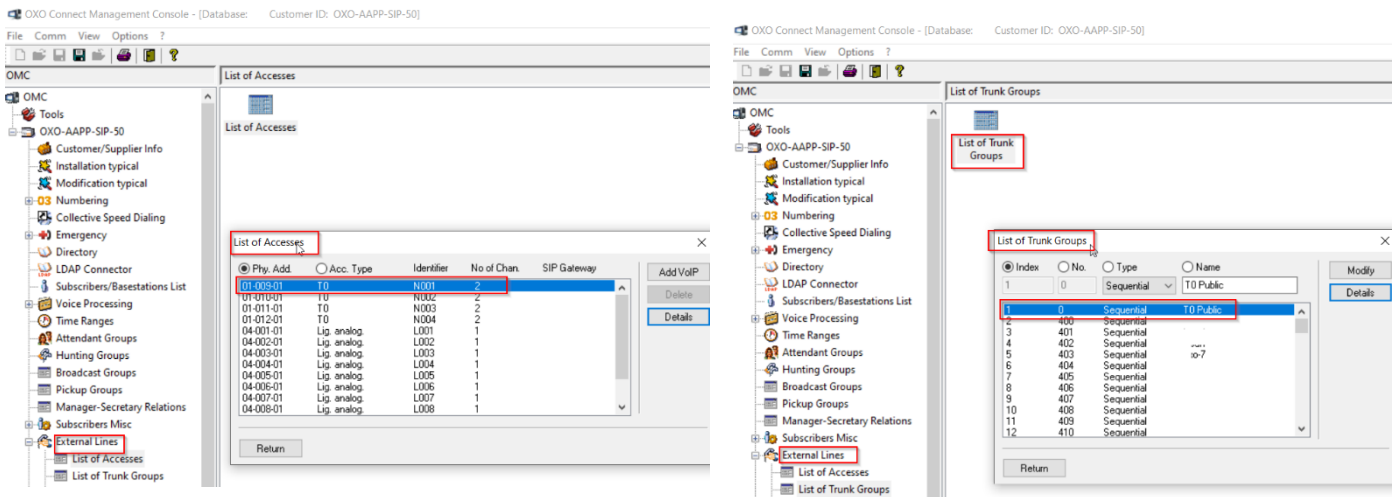 OXO Connect Management Console - [Database: Customer ID: OXO-AAPP-SIP-50]
File Comm View Options ?
OMC
List of Accesses
OMC
Tools
OXO-AAPP-SIP-50
Customer/Supplier Info
Installation typical
Modification typical
03 Numbering
Collective Speed Dialing
Emergency
Directory
LDAP Connector
Subscribers/Basestations List
Voice Processing
Time Ranges
Attendant Groups
Hunting Groups
Broadcast Groups
Pickup Groups
Manager-Secretary Relations
Subscribers Misc
External Lines
List of Accesses
List of Trunk Groups
List of Accesses
List of Accesses
Phy. Add. Acc. Type Identifier No of Chan. SIP Gateway
01-009-01 T0 N001 2
01-010-01 T0 N002 2
01-011-01 T0 N003 2
01-012-01 T0 N004 2
04-001-01 Lig. analog. L001 1
04-002-01 Lig. analog. L002 1
04-003-01 Lig. analog. L003 1
04-004-01 Lig. analog. L004 1
04-005-01 Lig. analog. L005 1
04-006-01 Lig. analog. L006 1
04-007-01 Lig. analog. L007 1
04-008-01 Lig. analog. L008 1
Add VoIP
Delete
Details
Return
OXO Connect Management Console - [Database: Customer ID: OXO-AAPP-SIP-50]
File Comm View Options ?
OMC
List of Trunk Groups
OMC
Tools
OXO-AAPP-SIP-50
Customer/Supplier Info
Installation typical
Modification typical
03 Numbering
Collective Speed Dialing
Emergency
Directory
LDAP Connector
Subscribers/Basestations List
Voice Processing
Time Ranges
Attendant Groups
Hunting Groups
Broadcast Groups
Pickup Groups
Manager-Secretary Relations
Subscribers Misc
External Lines
List of Accesses
List of Trunk Groups
List of Trunk
Groups
List of Trunk Groups
Index No. Type Name
1 0 Sequential T0 Public
1 0 Sequential T0 Public
2 400 Sequential
3 401 Sequential
4 402 Sequential
5 403 Sequential
6 404 Sequential
7 405 Sequential
8 406 Sequential
9 407 Sequential
10 408 Sequential
11 409 Sequential
12 410 Sequential
Modify
Details
Return